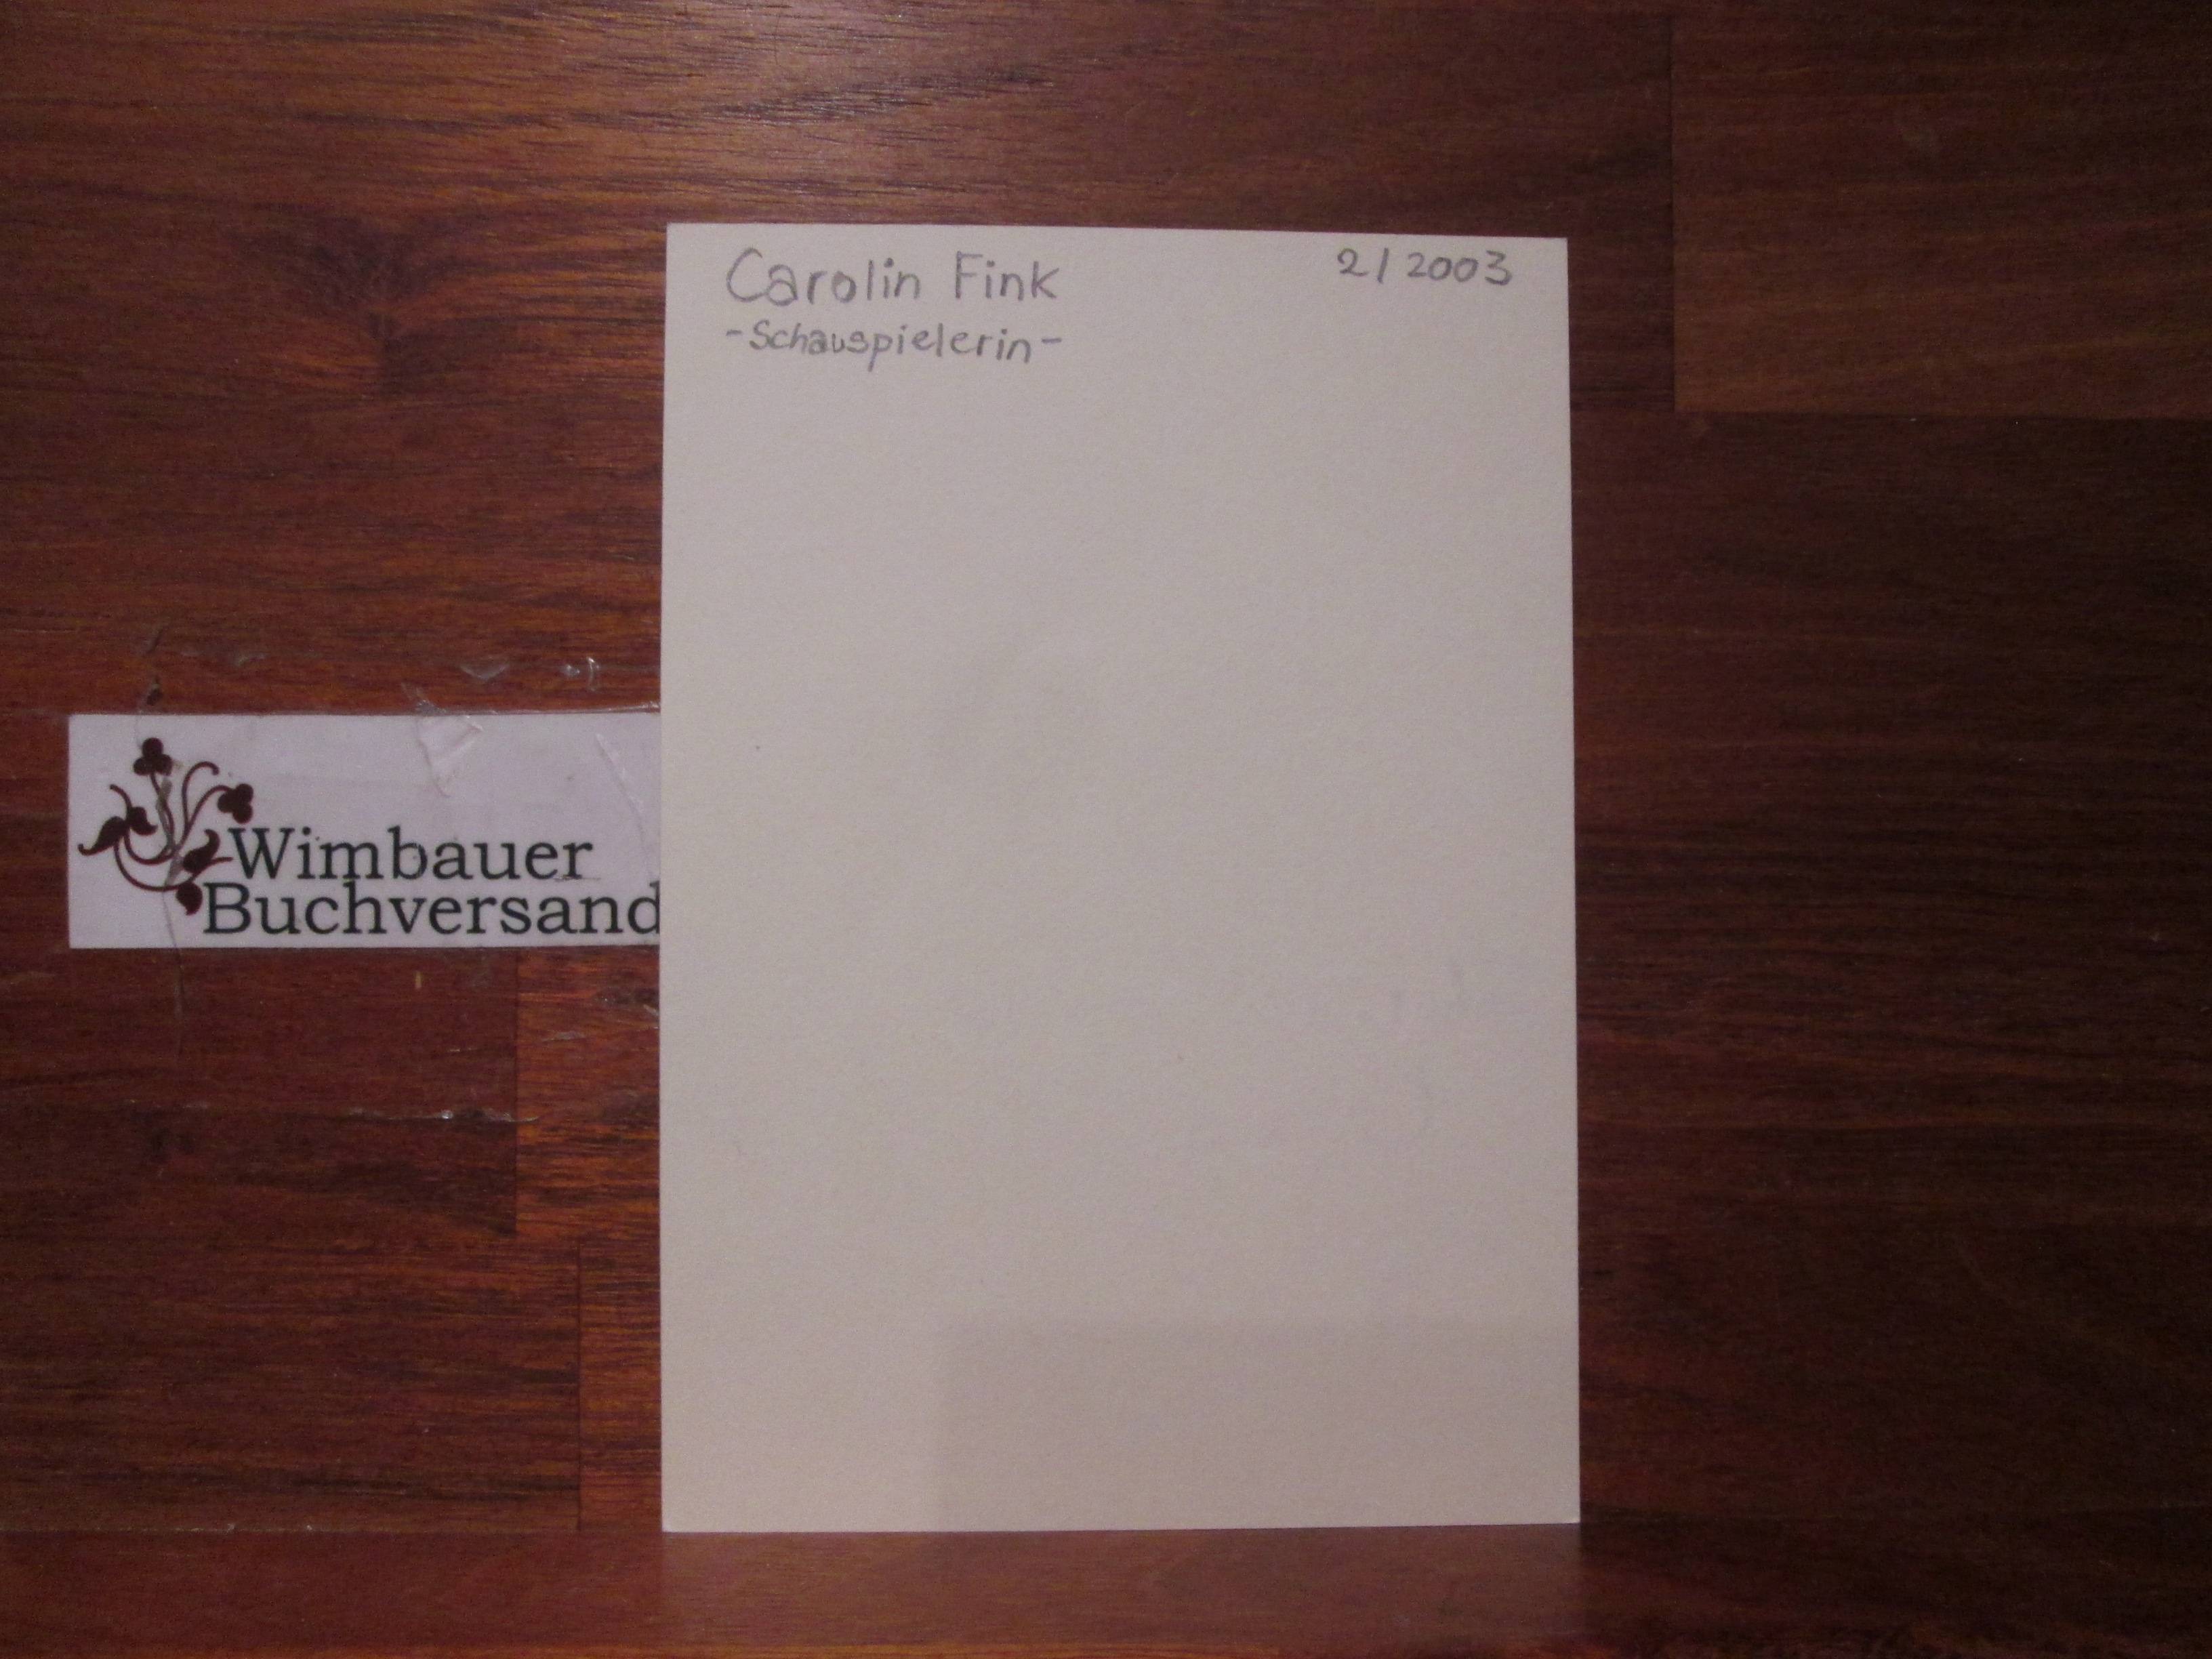 Carolin Fink
-Schauspielerin-
2/2003
Wimbauer
Buchversand